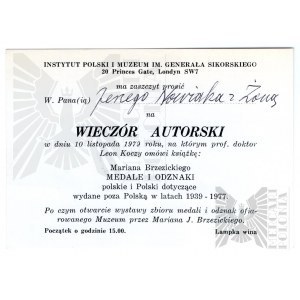 INSTYTUT POLSKI I MUZEUM IM. GENERAŁA SIKORSKIEGO
20 Princes Gate, Londyn SW7
ma zaszczyt prosić
W. Pana(ią) Jerzego Nowiaka z Żoną
na
WIECZÓR AUTORSKI
w dniu 10 listopada 1979 roku, na którym prof. doktor
Leon Koczy omówi książkę:
Mariana Brzezickiego
MEDALE I ODZNAKI
polskie i Polski dotyczące
wydane poza Polską w latach 1939 - 1977.
Po czym otwarcie wystawy zbioru medali i odznak ofia-
rowanego Muzeum przez Mariana J. Brzezickiego.
Początek o godzinie 15.00. Lampka wina